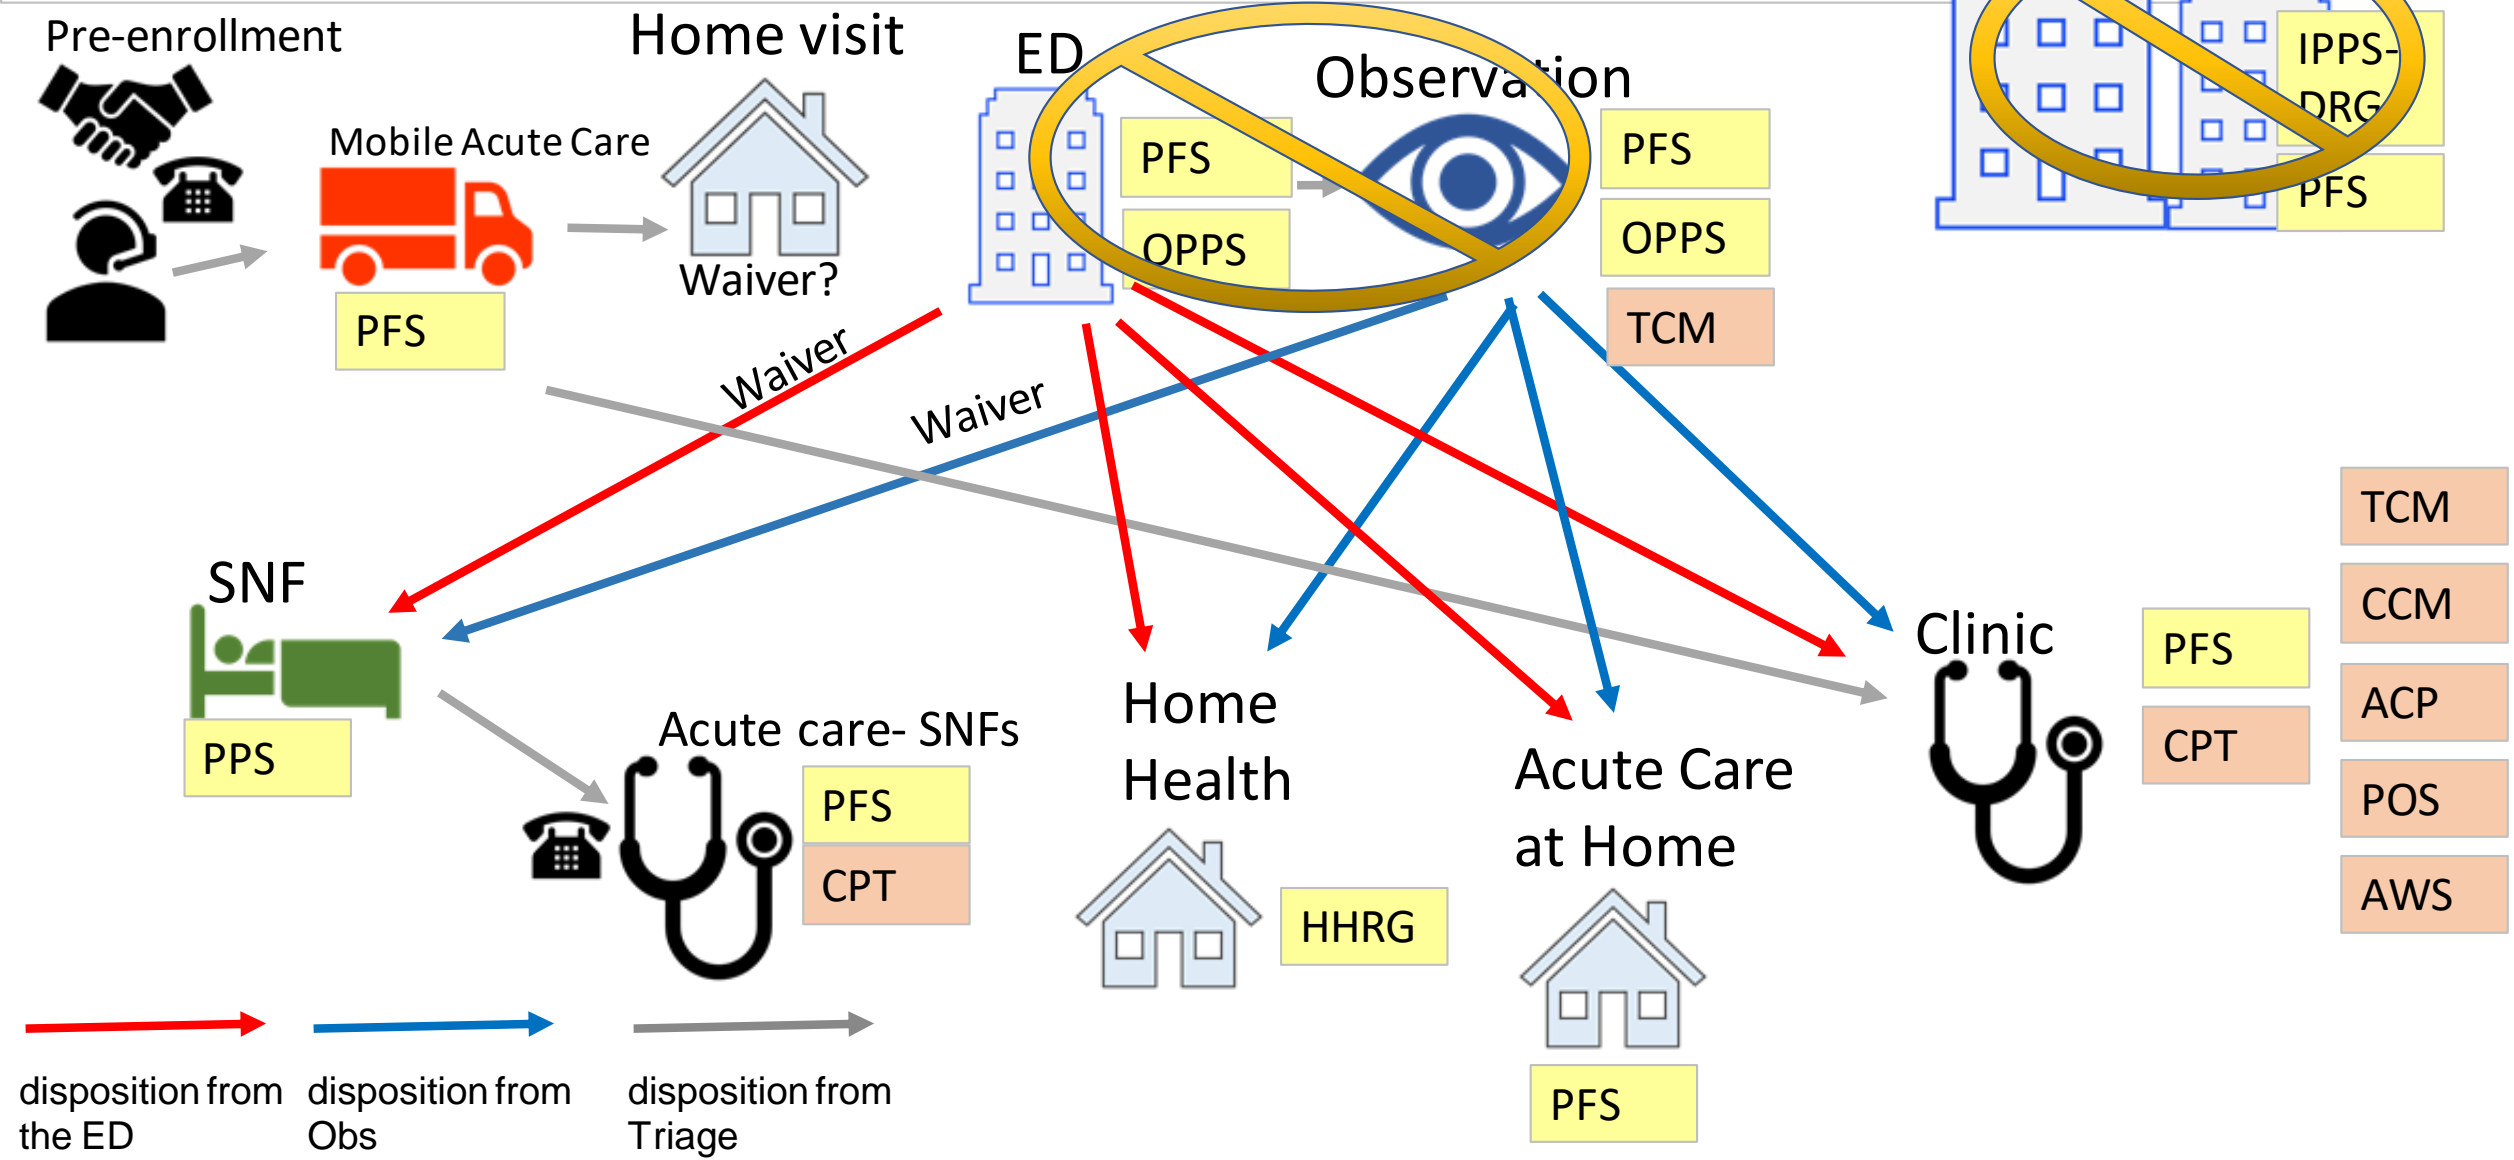 Pre-enrollment
Home visit
ED
Observation
IPPS-
DRG
PFS
Mobile Acute Care
PFS
Waiver?
PFS
OPPS
PFS
OPPS
TCM
Waiver
Waiver
SNF
PPS
Acute care- SNFs
PFS
CPT
Home
Health
HHRG
Acute Care
at Home
PFS
Clinic
PFS
CPT
TCM
CCM
ACP
POS
AWS
disposition from
the ED
disposition from
Obs
disposition from
Triage